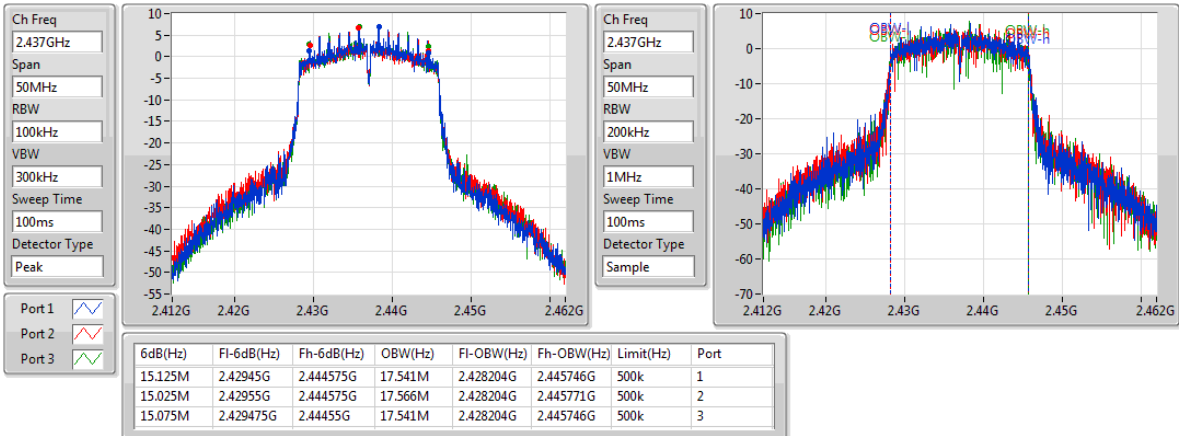 Ch Freq
2.437GHz
Span
50MHz
RBW
100kHz
VBW
300kHz
Sweep Time
100ms
Detector Type
Peak
Port 1
Port 2
Port 3
10
5
0
-5
-10
-15
-20
-25
-30
-35
-40
-45
-50
-55
2.412G 2.42G 2.43G 2.44G 2.45G 2.462G
Ch Freq
2.437GHz
Span
50MHz
RBW
200kHz
VBW
1MHz
Sweep Time
100ms
Detector Type
Sample
10
0
-10
-20
-30
-40
-50
-60
-70
OBW-l OBW-h
2.412G 2.42G 2.43G 2.44G 2.45G 2.462G
6dB(Hz) Fl-6dB(Hz) Fh-6dB(Hz) OBW(Hz) Fl-OBW(Hz) Fh-OBW(Hz) Limit(Hz) Port
15.125M 2.42945G 2.444575G 17.541M 2.428204G 2.445746G 500k 1
15.025M 2.42955G 2.444575G 17.566M 2.428204G 2.445771G 500k 2
15.075M 2.429475G 2.44455G 17.541M 2.428204G 2.445746G 500k 3